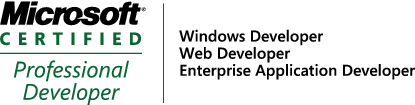 Microsoft®
CERTIFIED
Professional
Developer
Windows Developer
Web Developer
Enterprise Application Developer